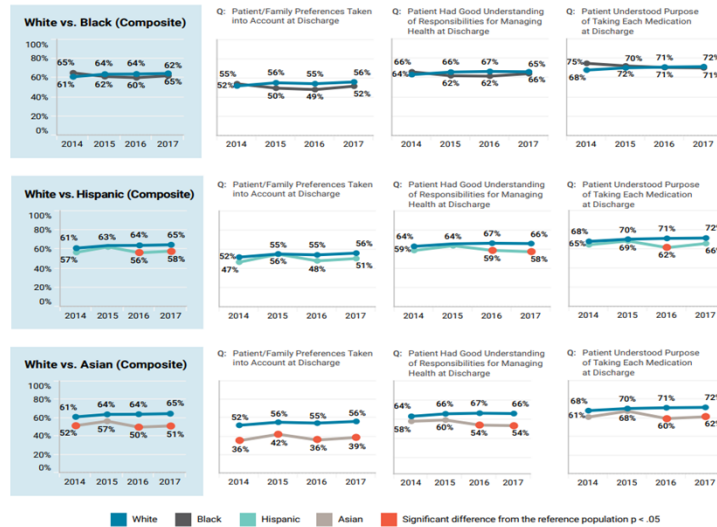 White vs. Black (Composite)
100%
80%
60%
40%
20%
0%
65% 64% 64% 62%
61% 62% 60% 65%
2014 2015 2016 2017
Q: Patient/Family Preferences Taken
into Account at Discharge
55% 56% 55% 56%
52% 50% 49% 52%
2014 2015 2016 2017
Q: Patient Had Good Understanding
of Responsibilities for Managing
Health at Discharge
66% 66% 67% 65%
64% 62% 62% 66%
2014 2015 2016 2017
Q: Patient Understood Purpose
of Taking Each Medication
at Discharge
75% 70% 71% 72%
68% 72% 71% 71%
2014 2015 2016 2017
White vs. Hispanic (Composite)
100%
80%
60%
40%
20%
0%
61% 63% 64% 65%
57% 56% 58%
2014 2015 2016 2017
Q: Patient/Family Preferences Taken
into Account at Discharge
52% 55% 55% 56%
47% 56% 48% 51%
2014 2015 2016 2017
Q: Patient Had Good Understanding
of Responsibilities for Managing
Health at Discharge
64% 64% 67% 66%
59% 59% 58%
2014 2015 2016 2017
Q: Patient Understood Purpose
of Taking Each Medication
at Discharge
68% 70% 71% 72%
65% 69% 62% 66%
2014 2015 2016 2017
White vs. Asian (Composite)
100%
80%
60%
40%
20%
0%
61% 64% 64% 65%
52% 57% 50% 51%
2014 2015 2016 2017
Q: Patient/Family Preferences Taken
into Account at Discharge
52% 56% 55% 56%
36% 42% 36% 39%
2014 2015 2016 2017
Q: Patient Had Good Understanding
of Responsibilities for Managing
Health at Discharge
64% 66% 67% 66%
58% 60% 54% 54%
2014 2015 2016 2017
Q: Patient Understood Purpose
of Taking Each Medication
at Discharge
68% 70% 71% 72%
61% 68% 60% 62%
2014 2015 2016 2017
White Black Hispanic Asian Significant difference from the reference population p < .05